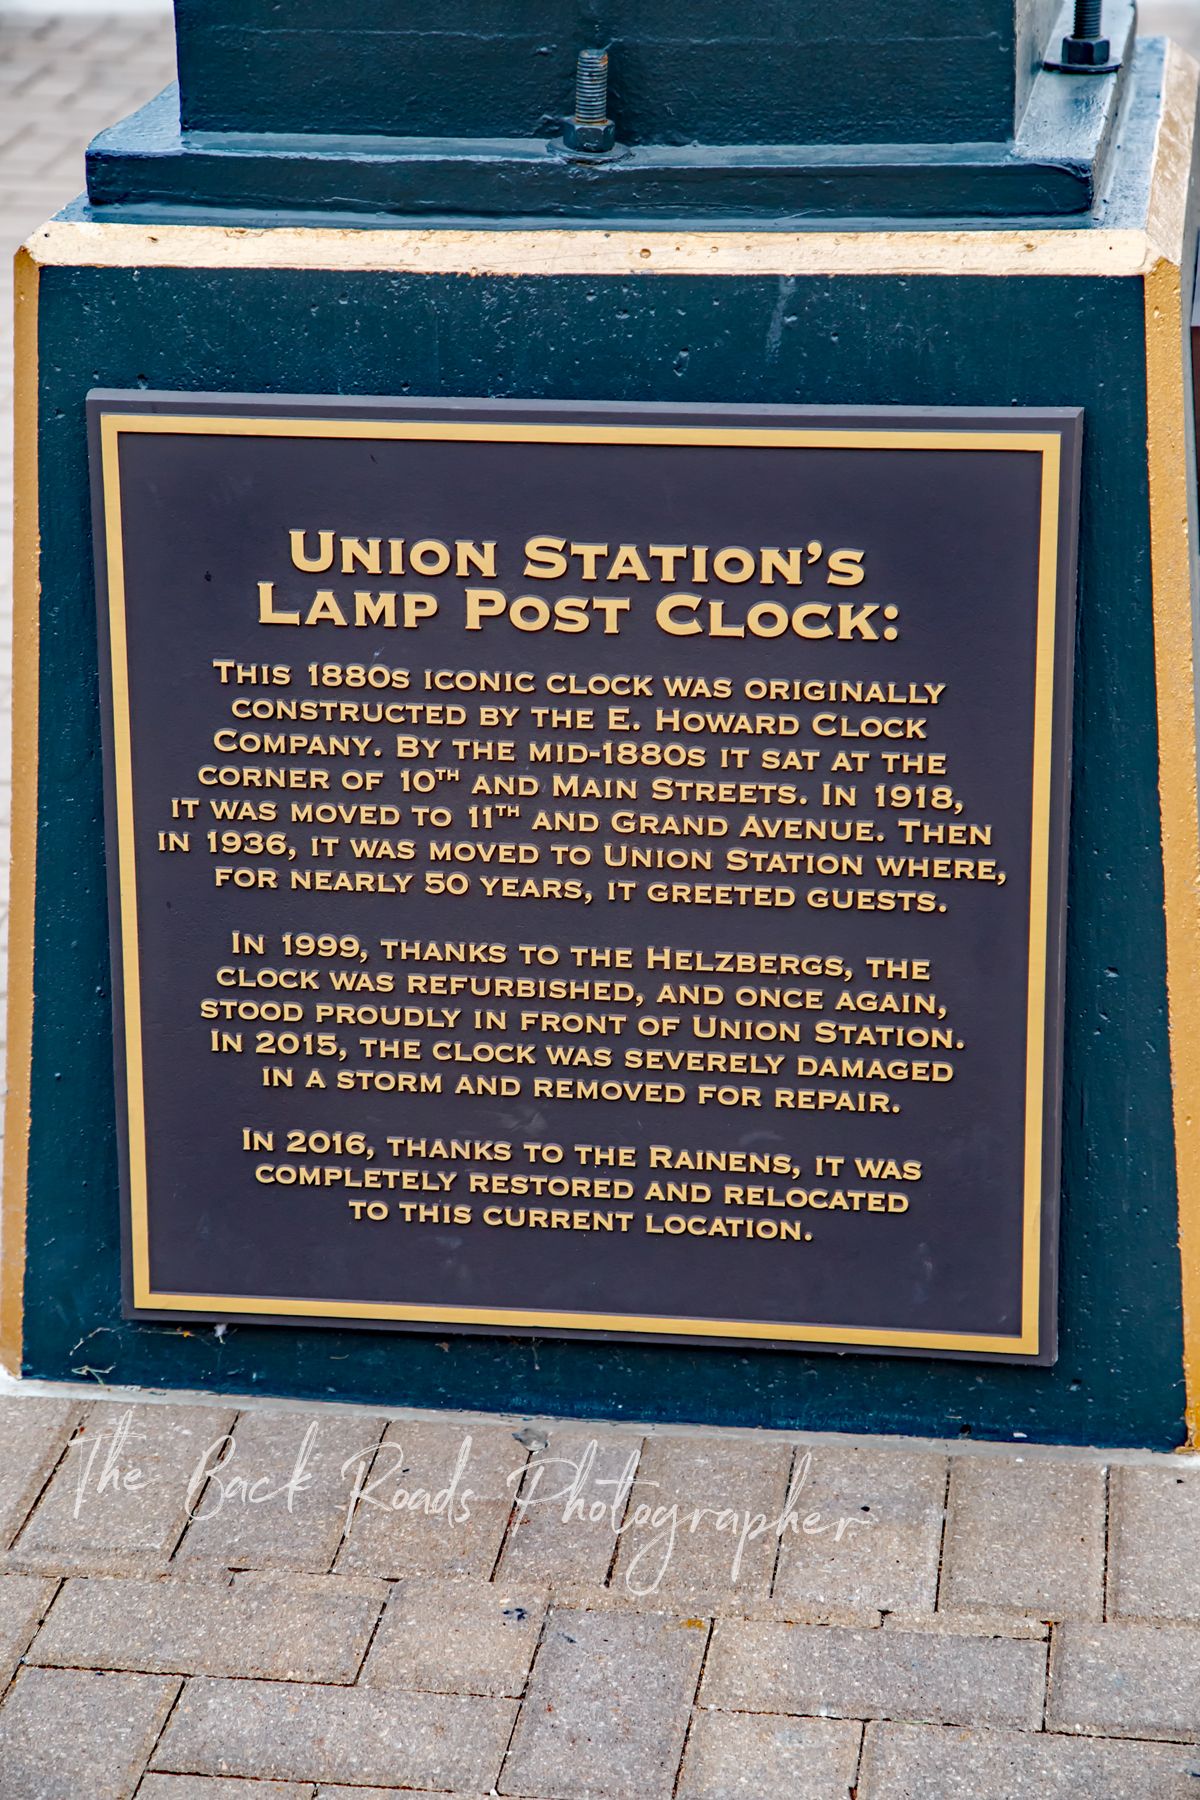 Union Station's
Lamp Post Clock:
This 1880s iconic clock was originally
constructed by the E. Howard Clock
Company. By the mid-1880s it sat at the
corner of 10th and Main Streets. In 1918,
it was moved to 11th and Grand Avenue. Then
in 1936, it was moved to Union Station where,
for nearly 50 years, it greeted guests.
In 1999, thanks to the Helzbergs, the
clock was refurbished, and once again,
stood proudly in front of Union Station.
In 2015, the clock was severely damaged
in a storm and removed for repair.
In 2016, thanks to the Rainens, it was
completely restored and relocated
to this current location.
The Back Roads Photographer